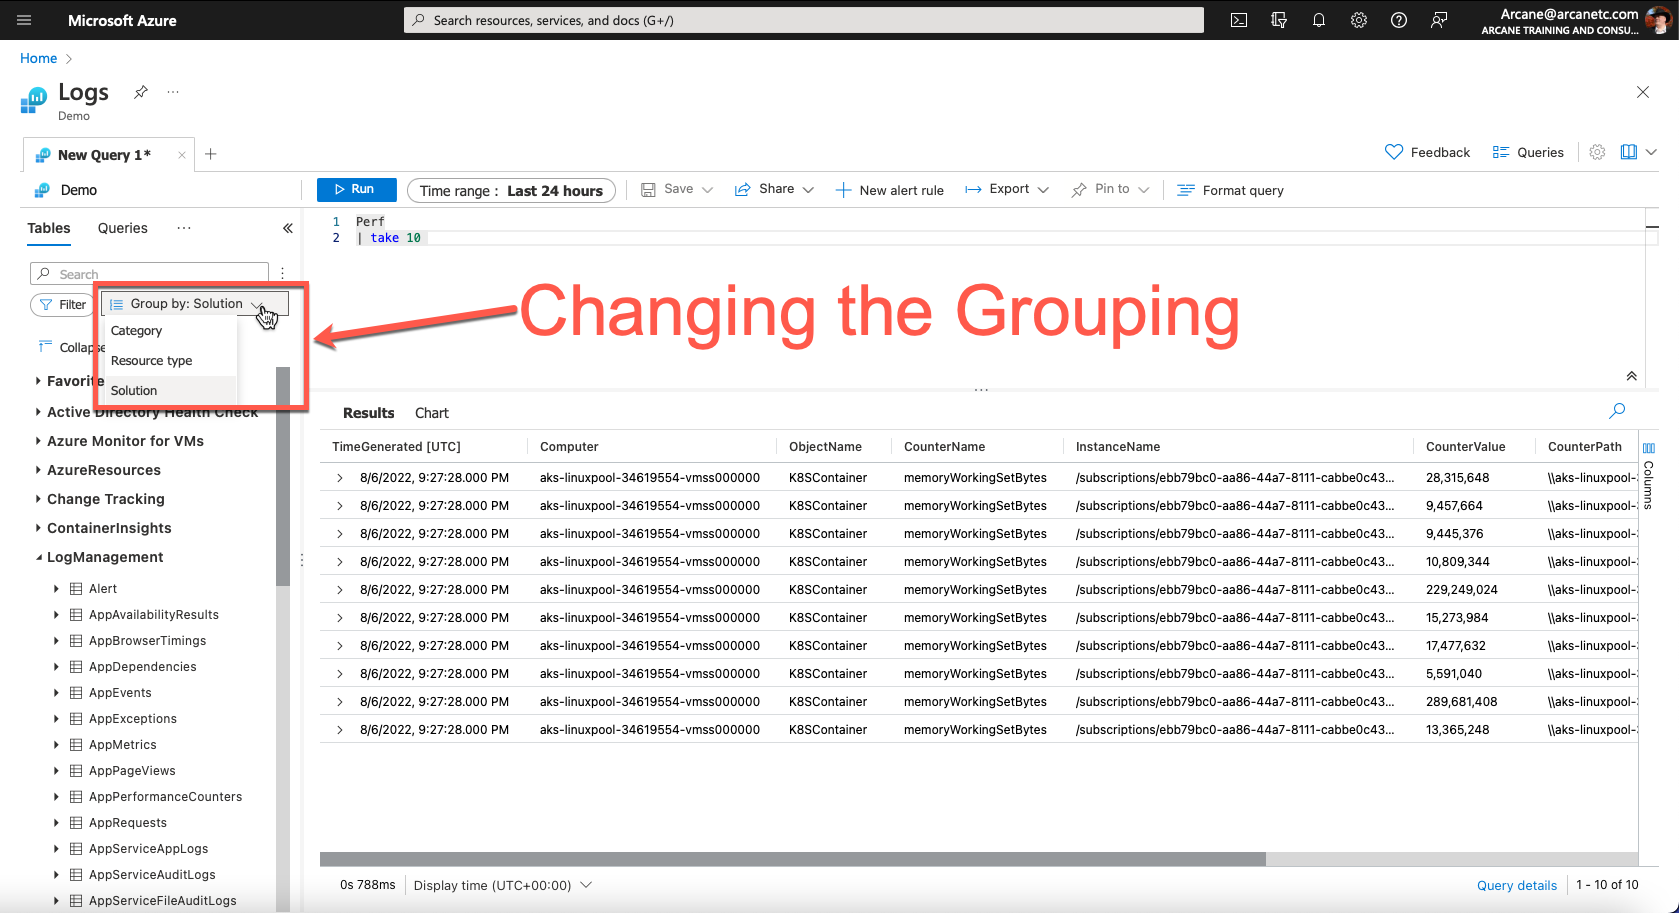 Microsoft Azure
Search resources, services, and docs (G+/)
Arcane@arcanetc.com
ARCANE TRAINING AND CONSU...
Home
Logs
Demo
New Query 1*
Feedback
Queries
Demo
Run
Time range : Last 24 hours
Save
Share
New alert rule
Export
Pin to
Format query
Tables
Queries
1 Perf
2 | take 10
Search
Filter
Group by: Solution
Category
Resource type
Solution
Changing the Grouping
Collapse
Favorite
Active Directory Health Check
Azure Monitor for VMs
AzureResources
Change Tracking
ContainerInsights
LogManagement
Alert
AppAvailabilityResults
AppBrowserTimings
AppDependencies
AppEvents
AppExceptions
AppMetrics
AppPageViews
AppPerformanceCounters
AppRequests
AppServiceAppLogs
AppServiceAuditLogs
AppServiceFileAuditLogs
Results
Chart
TimeGenerated [UTC] Computer ObjectName CounterName InstanceName CounterValue CounterPath
8/6/2022, 9:27:28.000 PM aks-linuxpool-34619554-vmss000000 K8SContainer memoryWorkingSetBytes /subscriptions/ebb79bc0-aa86-44a7-8111-cabbe0c43... 28,315,648 \\aks-linuxpool-
8/6/2022, 9:27:28.000 PM aks-linuxpool-34619554-vmss000000 K8SContainer memoryWorkingSetBytes /subscriptions/ebb79bc0-aa86-44a7-8111-cabbe0c43... 9,457,664 \\aks-linuxpool-
8/6/2022, 9:27:28.000 PM aks-linuxpool-34619554-vmss000000 K8SContainer memoryWorkingSetBytes /subscriptions/ebb79bc0-aa86-44a7-8111-cabbe0c43... 9,445,376 \\aks-linuxpool-
8/6/2022, 9:27:28.000 PM aks-linuxpool-34619554-vmss000000 K8SContainer memoryWorkingSetBytes /subscriptions/ebb79bc0-aa86-44a7-8111-cabbe0c43... 10,809,344 \\aks-linuxpool-
8/6/2022, 9:27:28.000 PM aks-linuxpool-34619554-vmss000000 K8SContainer memoryWorkingSetBytes /subscriptions/ebb79bc0-aa86-44a7-8111-cabbe0c43... 229,249,024 \\aks-linuxpool-
8/6/2022, 9:27:28.000 PM aks-linuxpool-34619554-vmss000000 K8SContainer memoryWorkingSetBytes /subscriptions/ebb79bc0-aa86-44a7-8111-cabbe0c43... 15,273,984 \\aks-linuxpool-
8/6/2022, 9:27:28.000 PM aks-linuxpool-34619554-vmss000000 K8SContainer memoryWorkingSetBytes /subscriptions/ebb79bc0-aa86-44a7-8111-cabbe0c43... 17,477,632 \\aks-linuxpool-
8/6/2022, 9:27:28.000 PM aks-linuxpool-34619554-vmss000000 K8SContainer memoryWorkingSetBytes /subscriptions/ebb79bc0-aa86-44a7-8111-cabbe0c43... 5,591,040 \\aks-linuxpool-
8/6/2022, 9:27:28.000 PM aks-linuxpool-34619554-vmss000000 K8SContainer memoryWorkingSetBytes /subscriptions/ebb79bc0-aa86-44a7-8111-cabbe0c43... 289,681,408 \\aks-linuxpool-
8/6/2022, 9:27:28.000 PM aks-linuxpool-34619554-vmss000000 K8SContainer memoryWorkingSetBytes /subscriptions/ebb79bc0-aa86-44a7-8111-cabbe0c43... 13,365,248 \\aks-linuxpool-
Columns
0s 788ms
Display time (UTC+00:00)
Query details
1 - 10 of 10